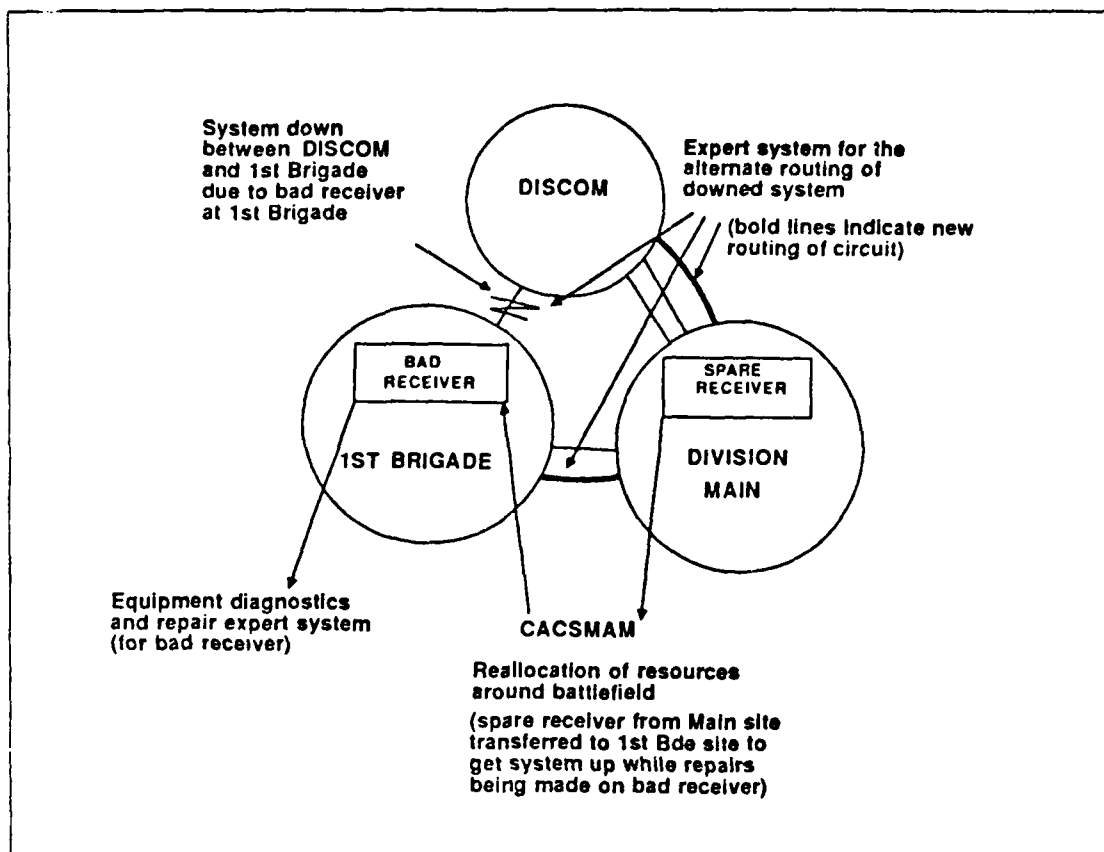 System down
between DISCOM
and 1st Brigade
due to bad receiver
at 1st Brigade
DISCOM
Expert system for the
alternate routing of
downed system
(bold lines indicate new
routing of circuit)
BAD
RECEIVER
1ST BRIGADE
SPARE
RECEIVER
DIVISION
MAIN
Equipment diagnostics
and repair expert system
(for bad receiver)
CACSMAM
Reallocation of resources
around battlefield
(spare receiver from Main site
transferred to 1st Bde site to
get system up while repairs
being made on bad receiver)